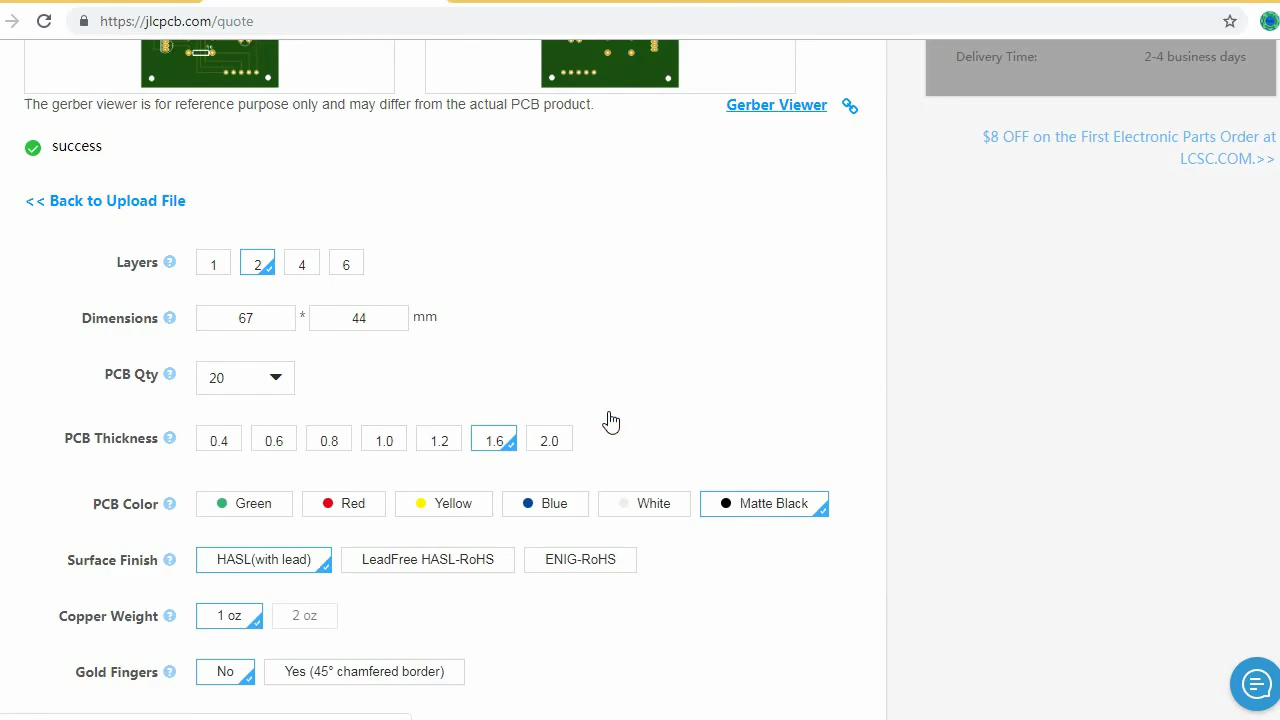 https://jlcpcb.com/quote
Delivery Time: 2-4 business days
The gerber viewer is for reference purpose only and may differ from the actual PCB product. Gerber Viewer
$8 OFF on the First Electronic Parts Order at
LCSC.COM.>>
success
<< Back to Upload File
Layers ? 1 2 4 6
Dimensions ? 67 * 44 mm
PCB Qty ? 20
PCB Thickness ? 0.4 0.6 0.8 1.0 1.2 1.6 2.0
PCB Color ? Green Red Yellow Blue White Matte Black
Surface Finish ? HASL(with lead) LeadFree HASL-RoHS ENIG-RoHS
Copper Weight ? 1 oz 2 oz
Gold Fingers ? No Yes (45° chamfered border)